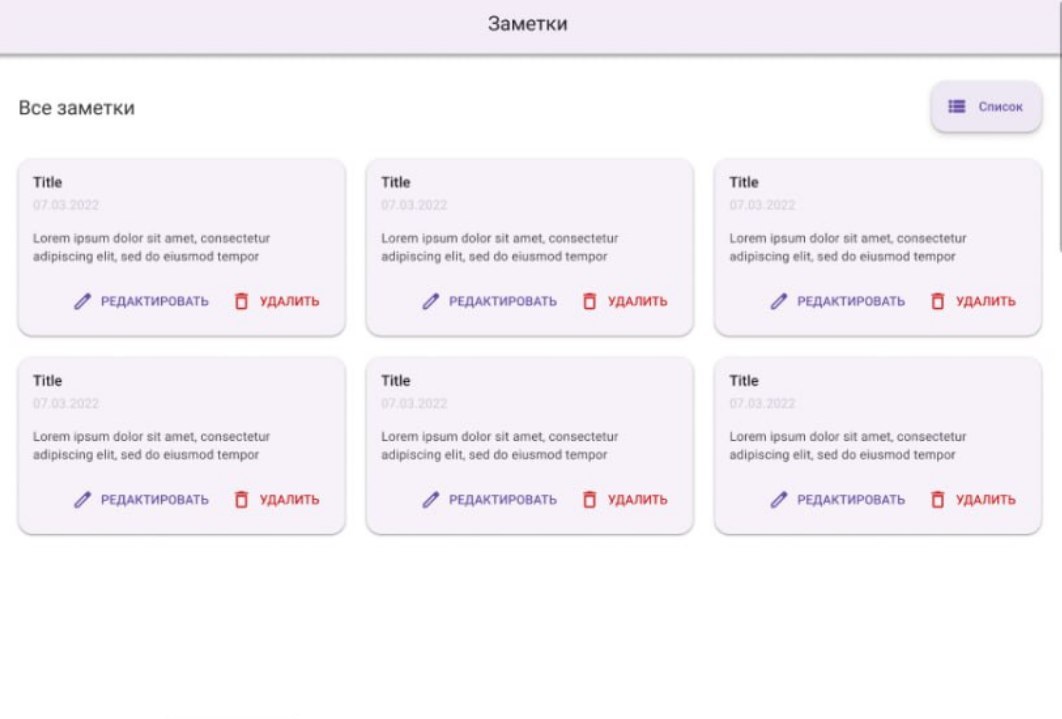 Заметки
Все заметки
Список
Title
07.03.2022
Lorem ipsum dolor sit amet, consectetur
adipiscing elit, sed do eiusmod tempor
РЕДАКТИРОВАТЬ УДАЛИТЬ
Title
07.03.2022
Lorem ipsum dolor sit amet, consectetur
adipiscing elit, sed do eiusmod tempor
РЕДАКТИРОВАТЬ УДАЛИТЬ
Title
07.03.2022
Lorem ipsum dolor sit amet, consectetur
adipiscing elit, sed do eiusmod tempor
РЕДАКТИРОВАТЬ УДАЛИТЬ
Title
07.03.2022
Lorem ipsum dolor sit amet, consectetur
adipiscing elit, sed do eiusmod tempor
РЕДАКТИРОВАТЬ УДАЛИТЬ
Title
07.03.2022
Lorem ipsum dolor sit amet, consectetur
adipiscing elit, sed do eiusmod tempor
РЕДАКТИРОВАТЬ УДАЛИТЬ
Title
07.03.2022
Lorem ipsum dolor sit amet, consectetur
adipiscing elit, sed do eiusmod tempor
РЕДАКТИРОВАТЬ УДАЛИТЬ